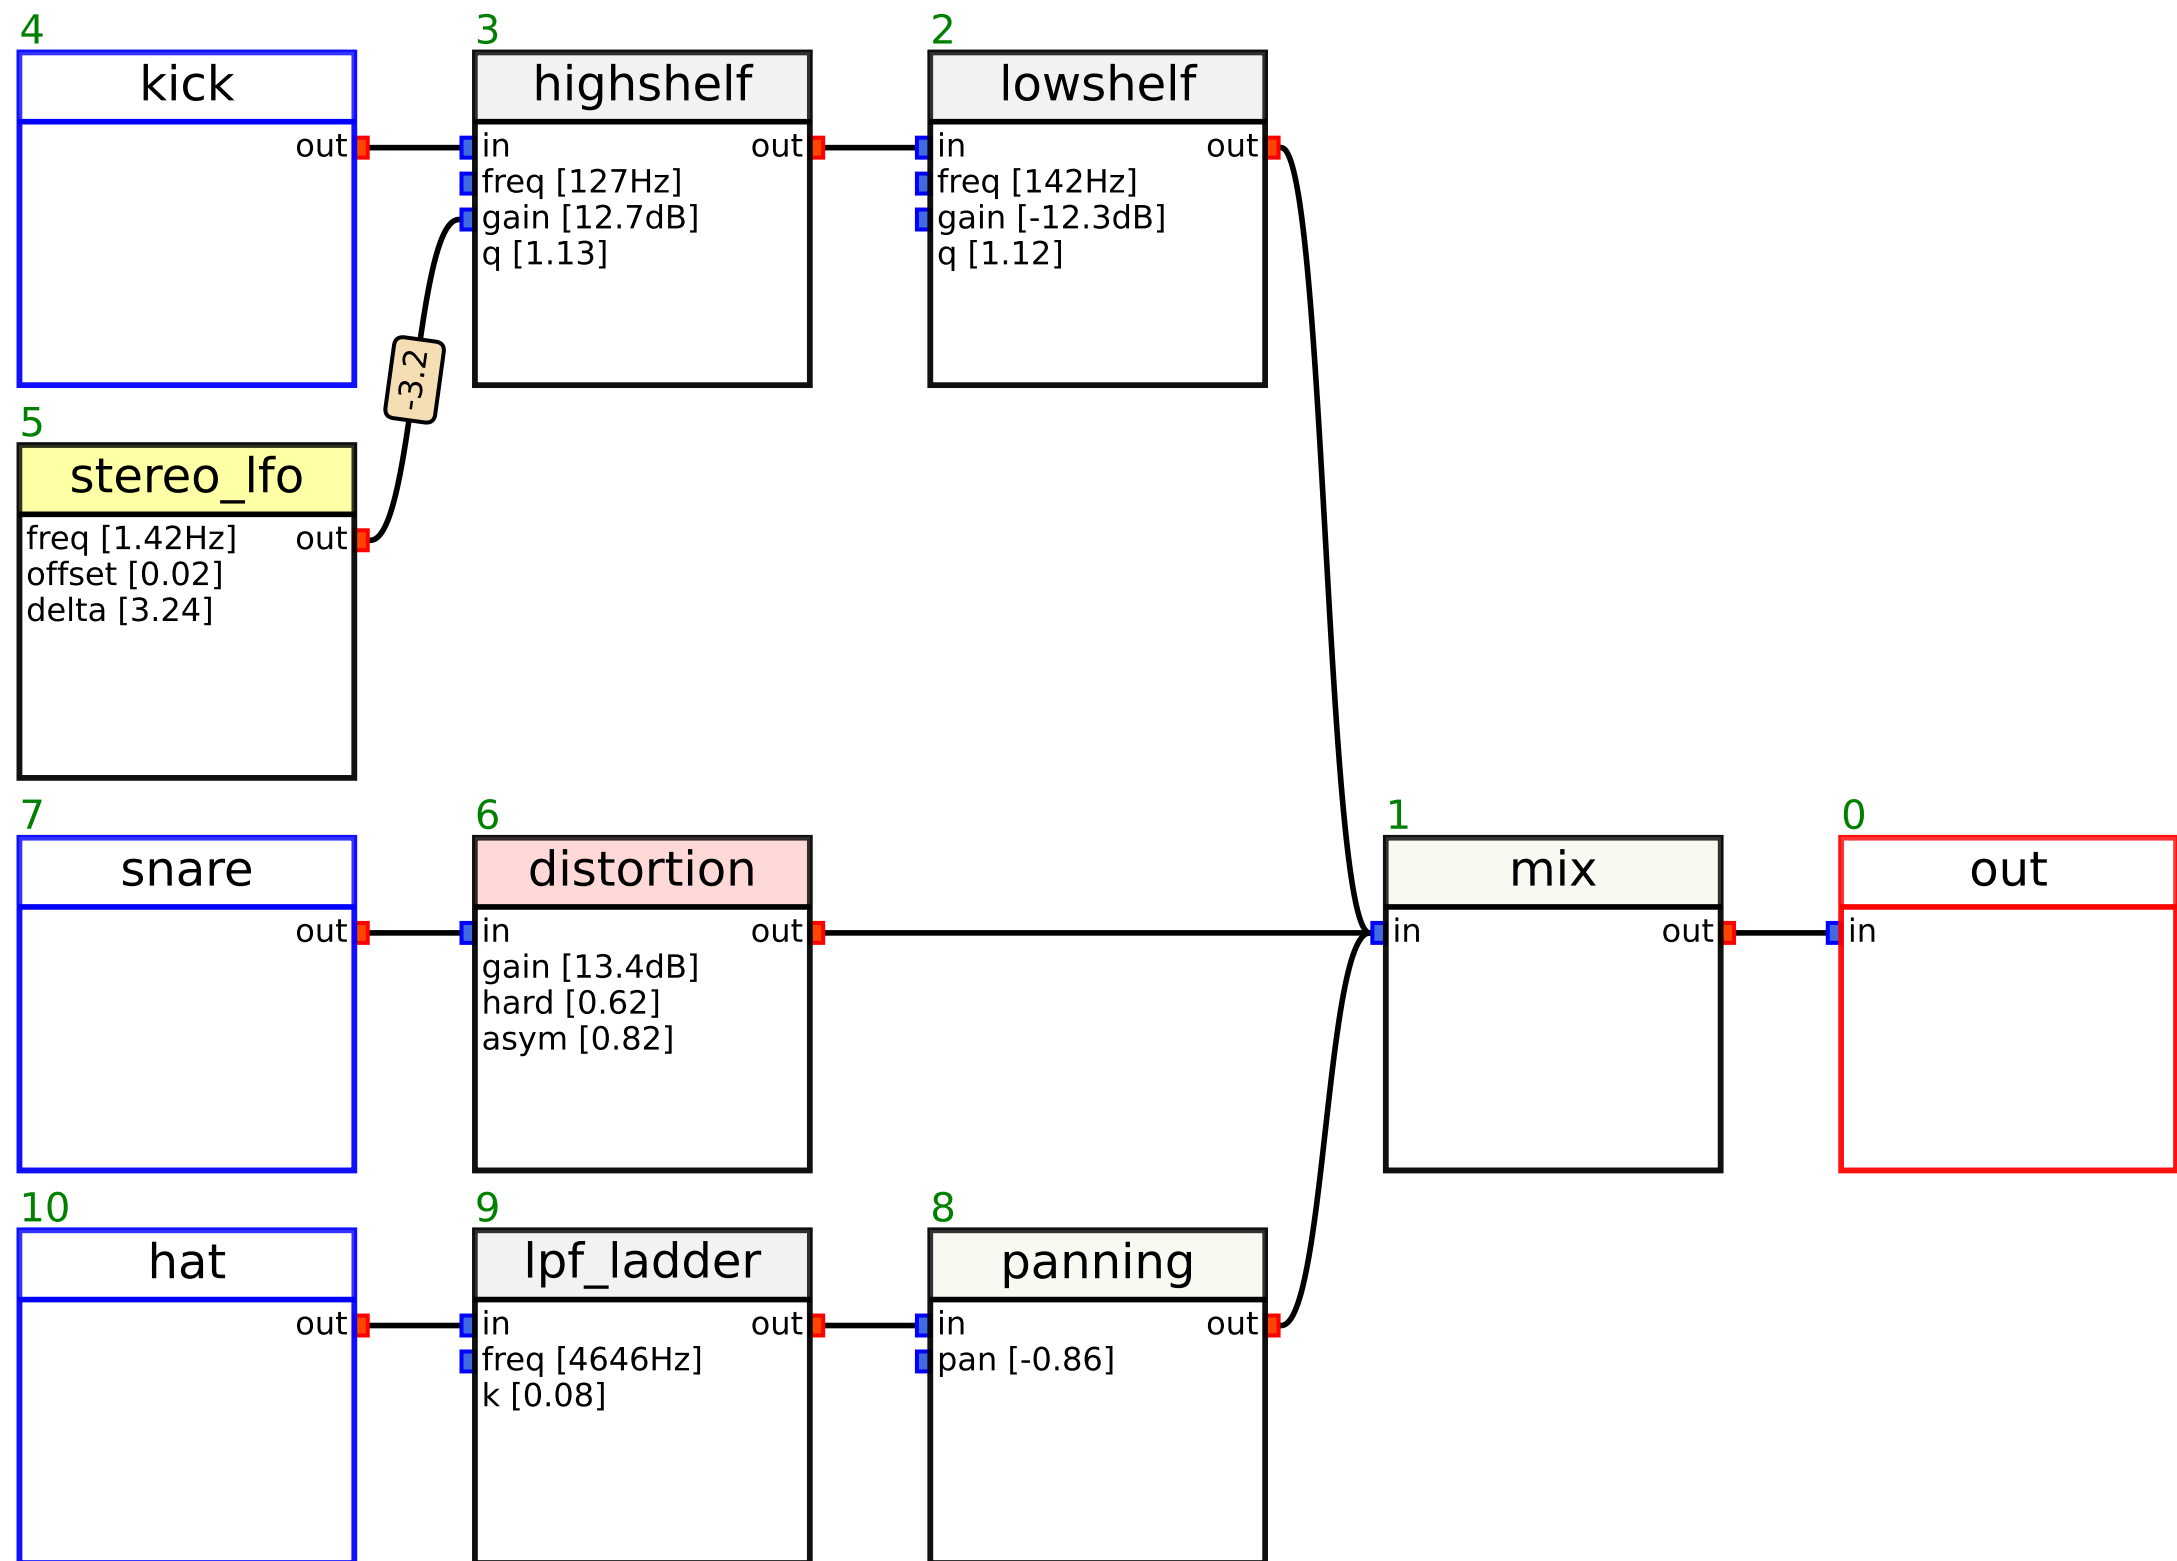 4
kick
out
3
highshelf
in out
freq [127Hz]
gain [12.7dB]
q [1.13]
2
lowshelf
in out
freq [142Hz]
gain [-12.3dB]
q [1.12]
-3.2
5
stereo_lfo
freq [1.42Hz] out
offset [0.02]
delta [3.24]
7
snare
out
6
distortion
in out
gain [13.4dB]
hard [0.62]
asym [0.82]
1
mix
in out
0
out
in
10
hat
out
9
lpf_ladder
in out
freq [4646Hz]
k [0.08]
8
panning
in out
pan [-0.86]